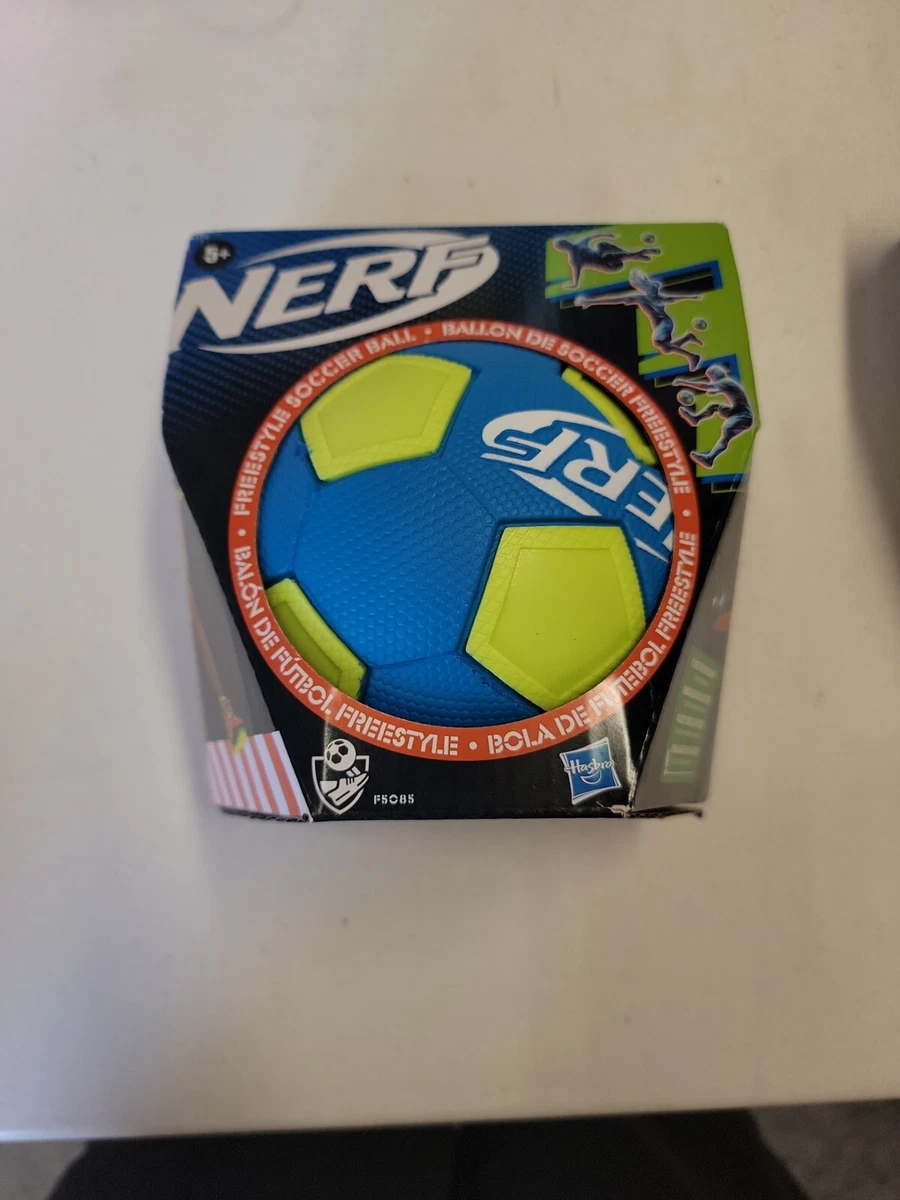 5+
NERF
FREESTYLE SOCCER BALL • BALLON DE SOCCER FREESTYLE •
BALÓN DE FÚTBOL FREESTYLE • BOLA DE FUTEBOL FREESTYLE •
NERF
F5085
Hasbro